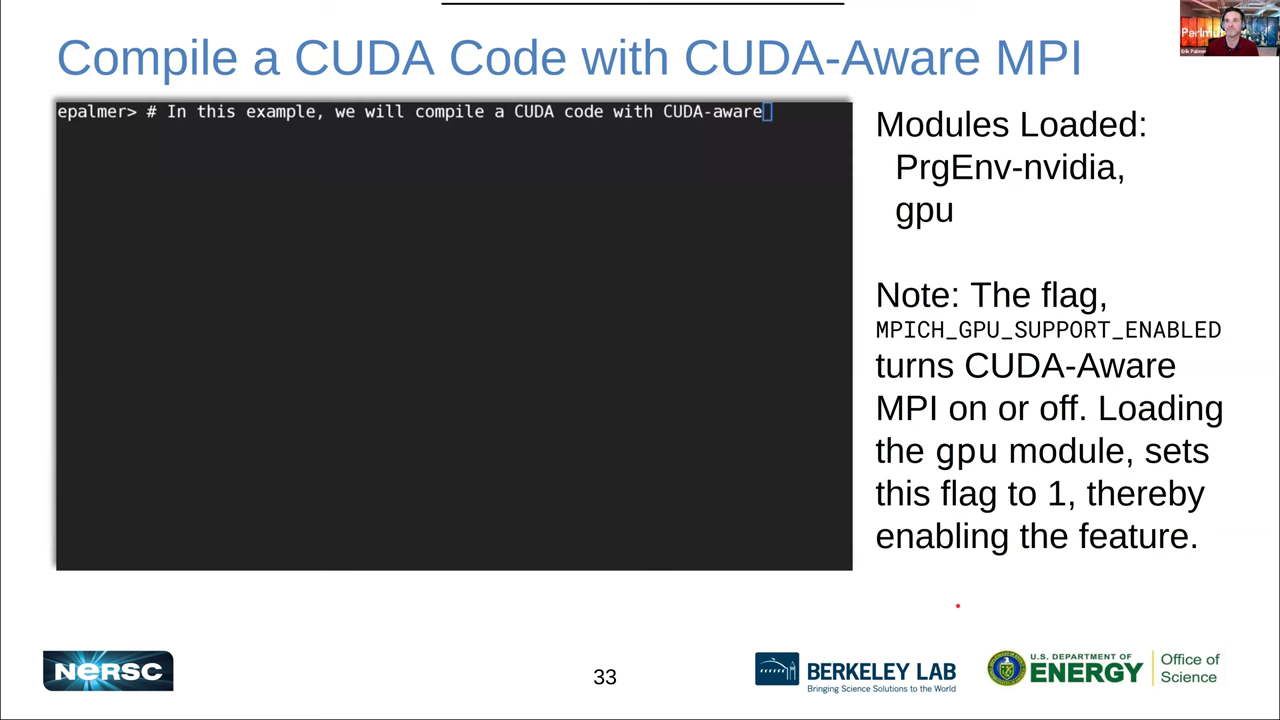 Compile a CUDA Code with CUDA-Aware MPI
Erik Palmer
epalmer> # In this example, we will compile a CUDA code with CUDA-aware
Modules Loaded:
PrgEnv-nvidia,
gpu
Note: The flag,
MPICH_GPU_SUPPORT_ENABLED
turns CUDA-Aware
MPI on or off. Loading
the gpu module, sets
this flag to 1, thereby
enabling the feature.
NERSC
33
BERKELEY LAB
Bringing Science Solutions to the World
U.S. DEPARTMENT OF
ENERGY
Office of
Science